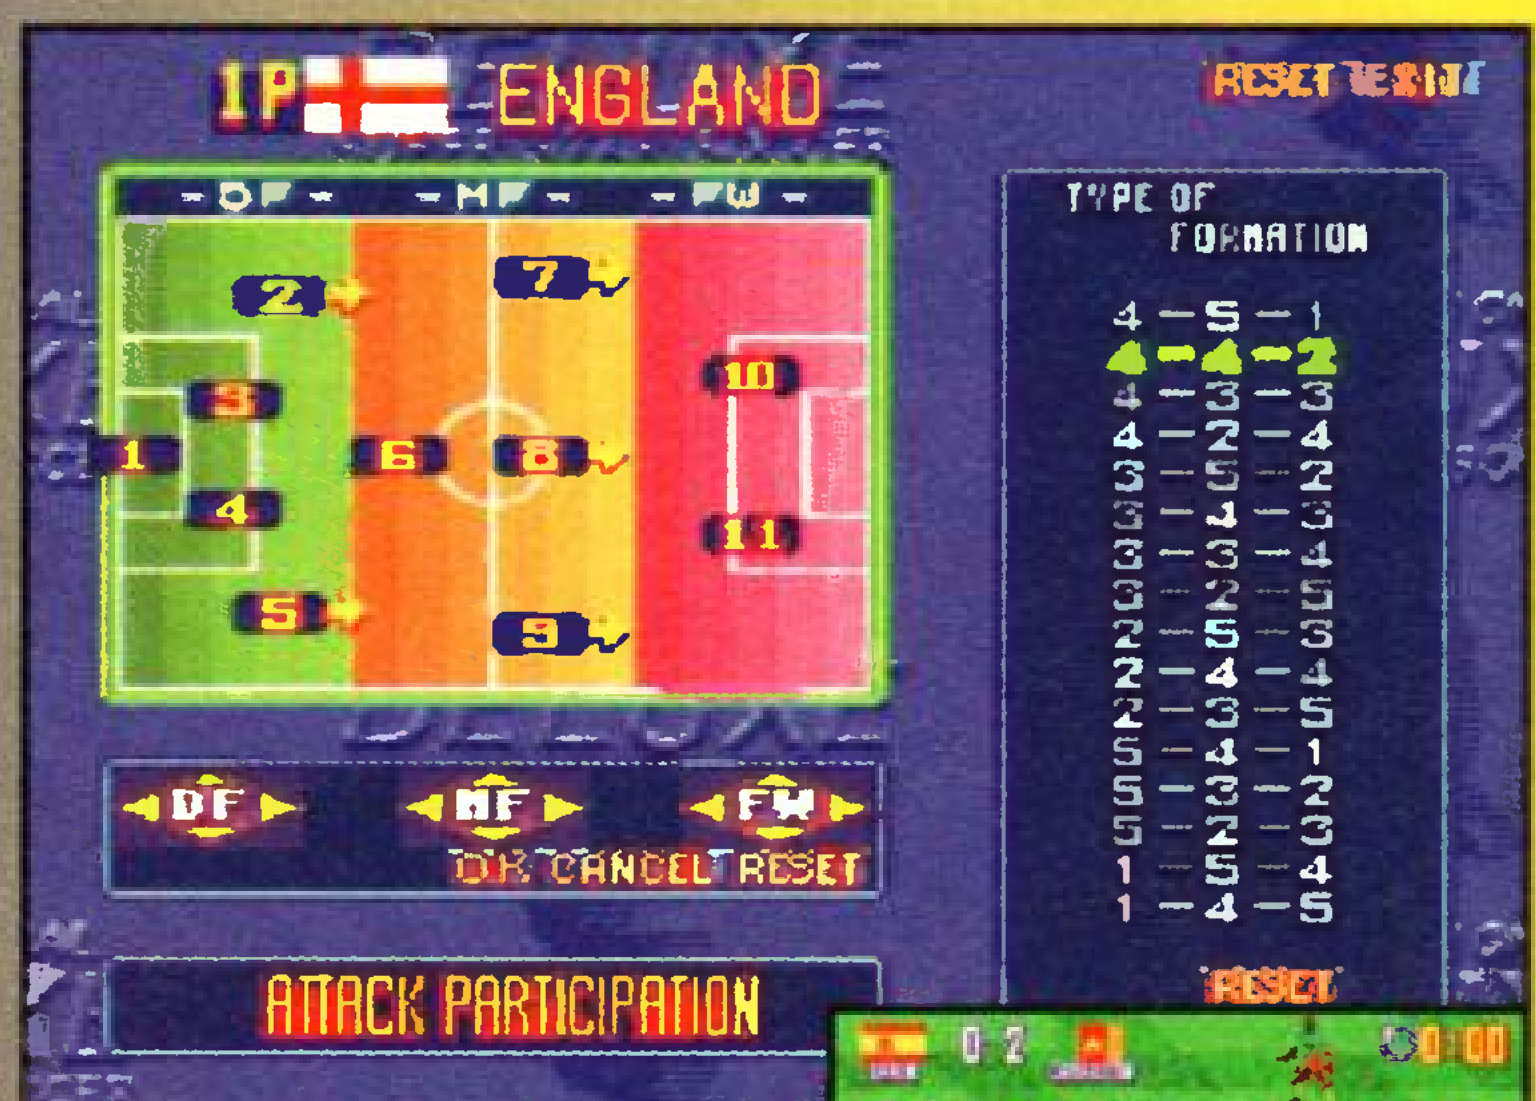 1P ENGLAND
RESET
- DF - - MF - - FW -
2
7
3
10
1
6
8
4
11
5
9
DF MF FW
OK CANCEL RESET
ATTACK PARTICIPATION
TYPE OF
FORMATION
4 - 5 - 1
4 - 4 - 2
4 - 3 - 3
4 - 2 - 4
3 - 5 - 2
3 - 4 - 3
3 - 3 - 4
3 - 2 - 5
2 - 5 - 3
2 - 4 - 4
2 - 3 - 5
5 - 4 - 1
5 - 3 - 2
5 - 2 - 3
1 - 5 - 4
1 - 4 - 5
RESET
0 2 0:00